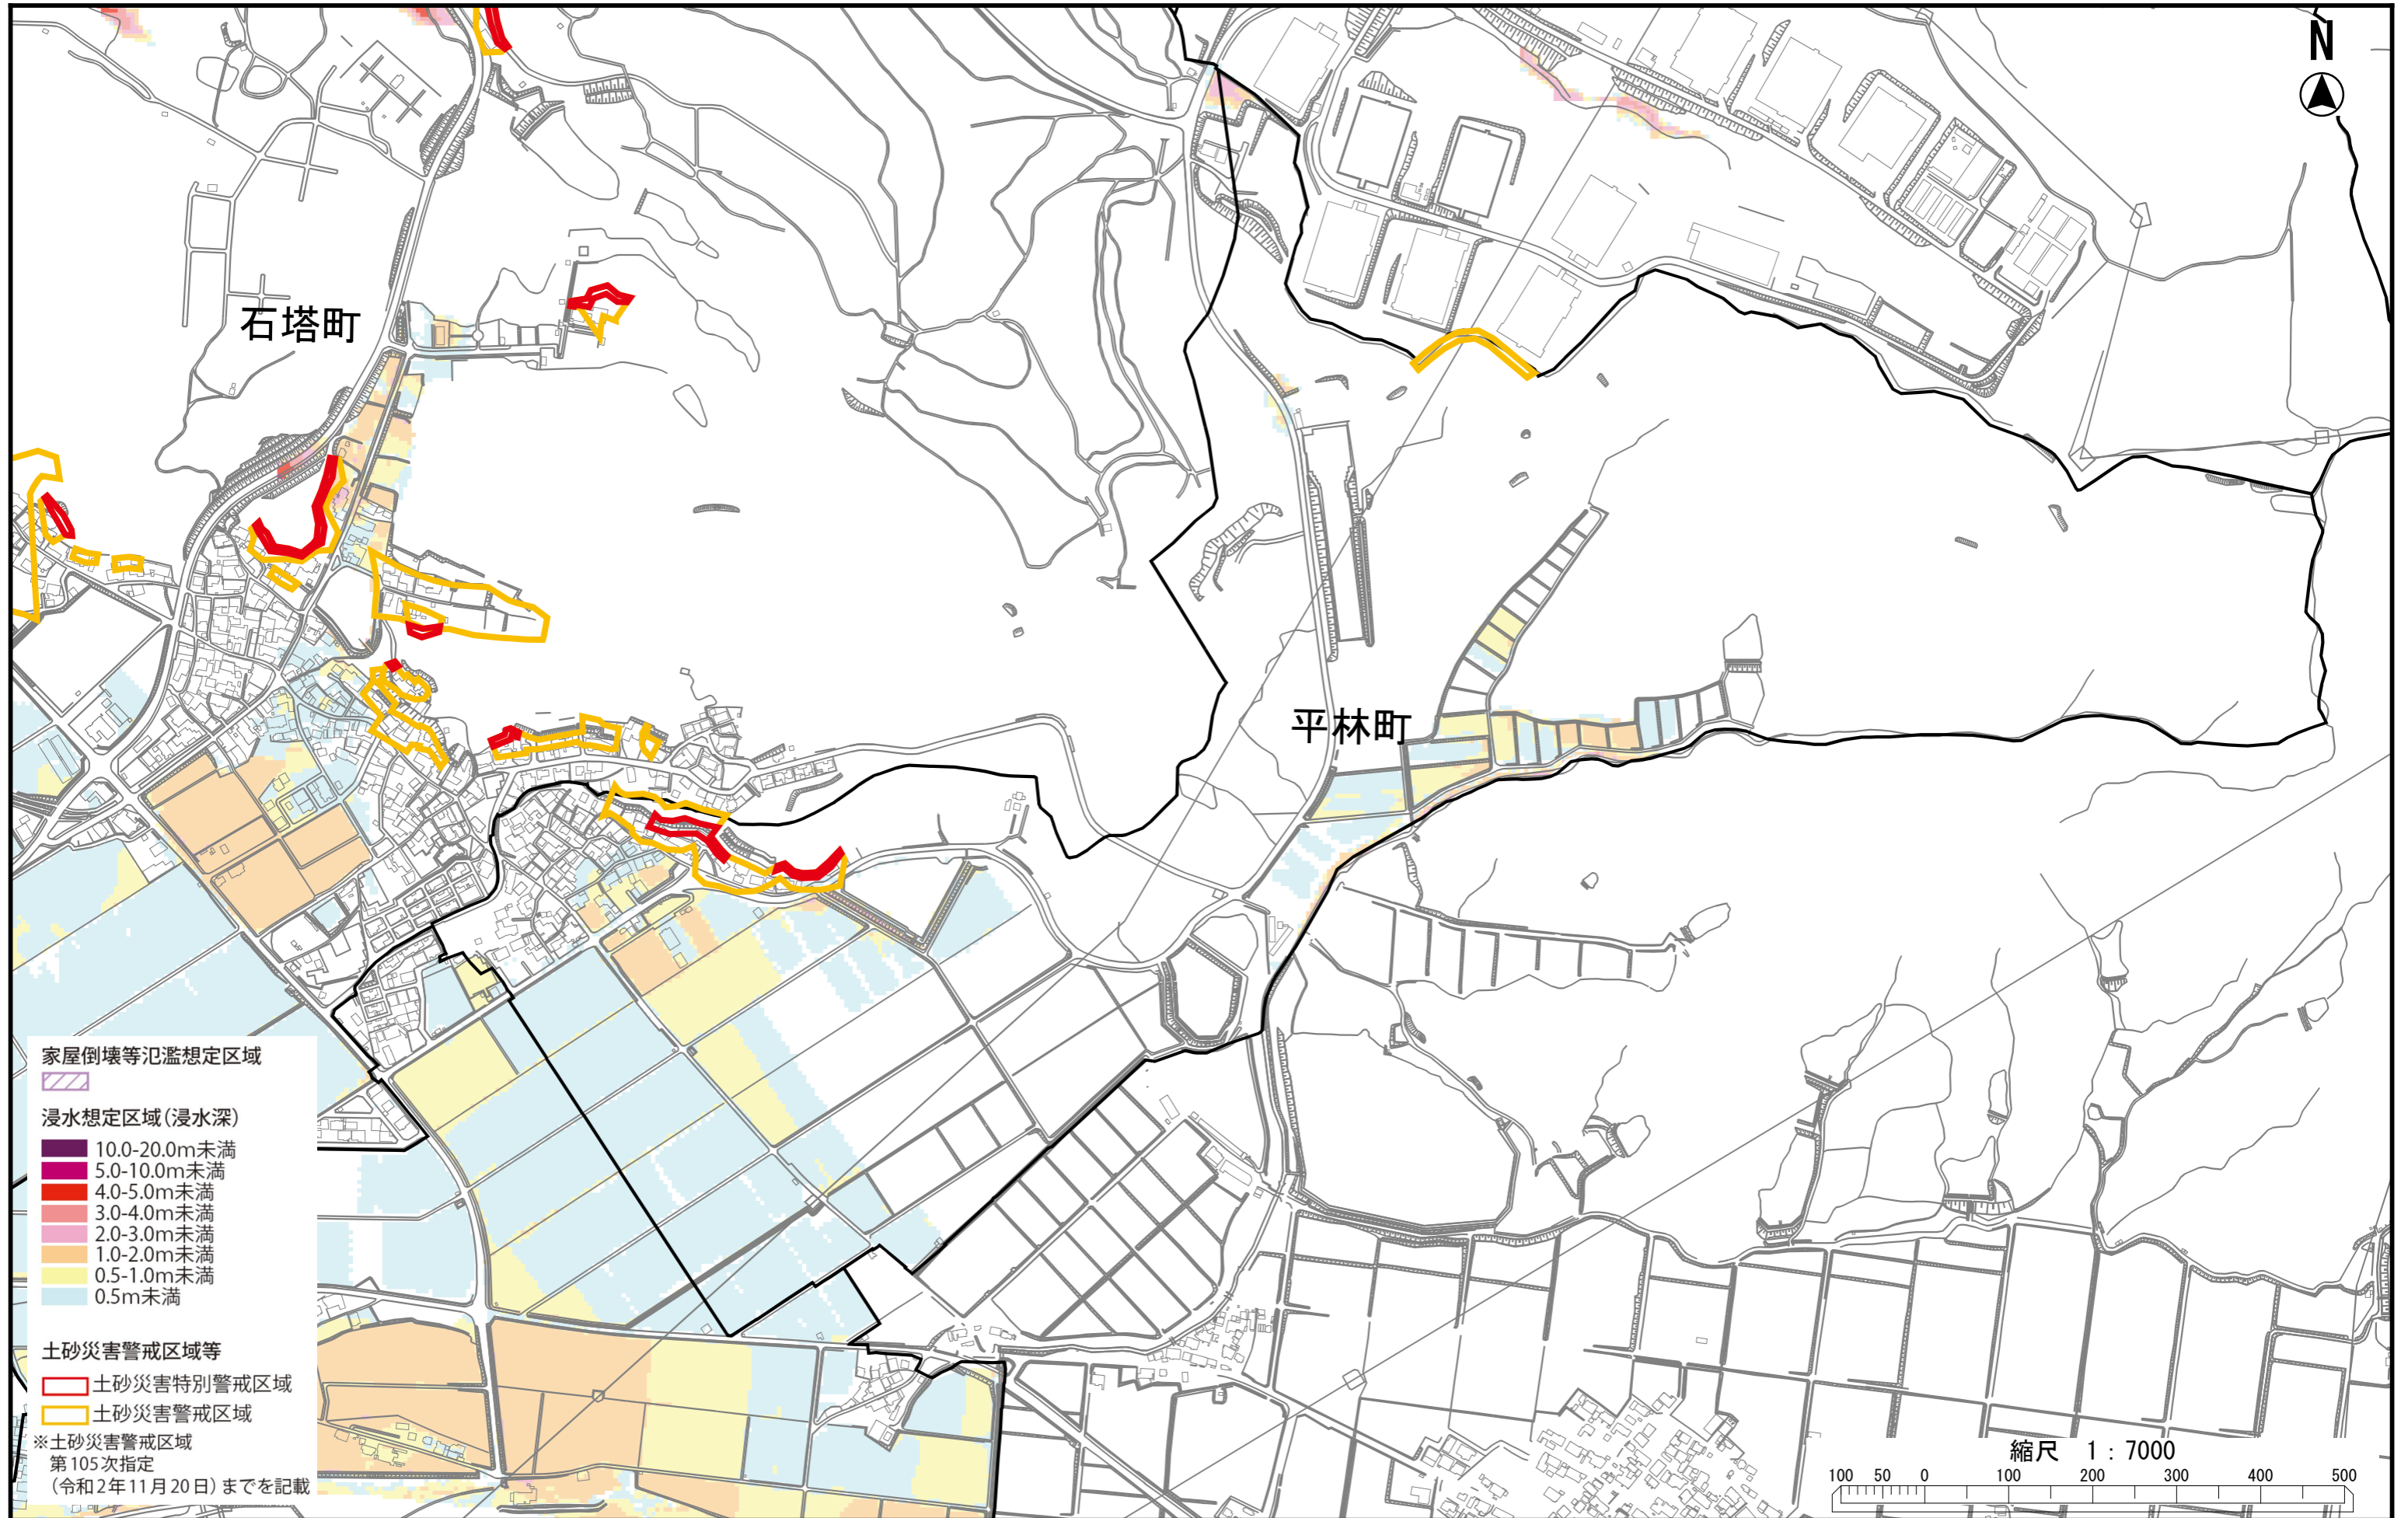 N
石塔町
平林町
家屋倒壊等氾濫想定区域
浸水想定区域(浸水深)
10.0-20.0m未満
5.0-10.0m未満
4.0-5.0m未満
3.0-4.0m未満
2.0-3.0m未満
1.0-2.0m未満
0.5-1.0m未満
0.5m未満
土砂災害警戒区域等
土砂災害特別警戒区域
土砂災害警戒区域
※土砂災害警戒区域
第105次指定
(令和2年11月20日)までを記載
縮尺 1:7000
100 50 0 100 200 300 400 500